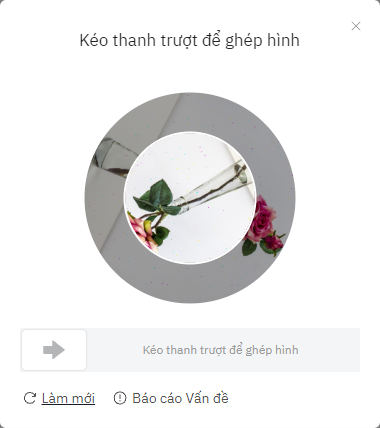 Kéo thanh trượt để ghép hình
Kéo thanh trượt để ghép hình
Làm mới
Báo cáo Vấn đề